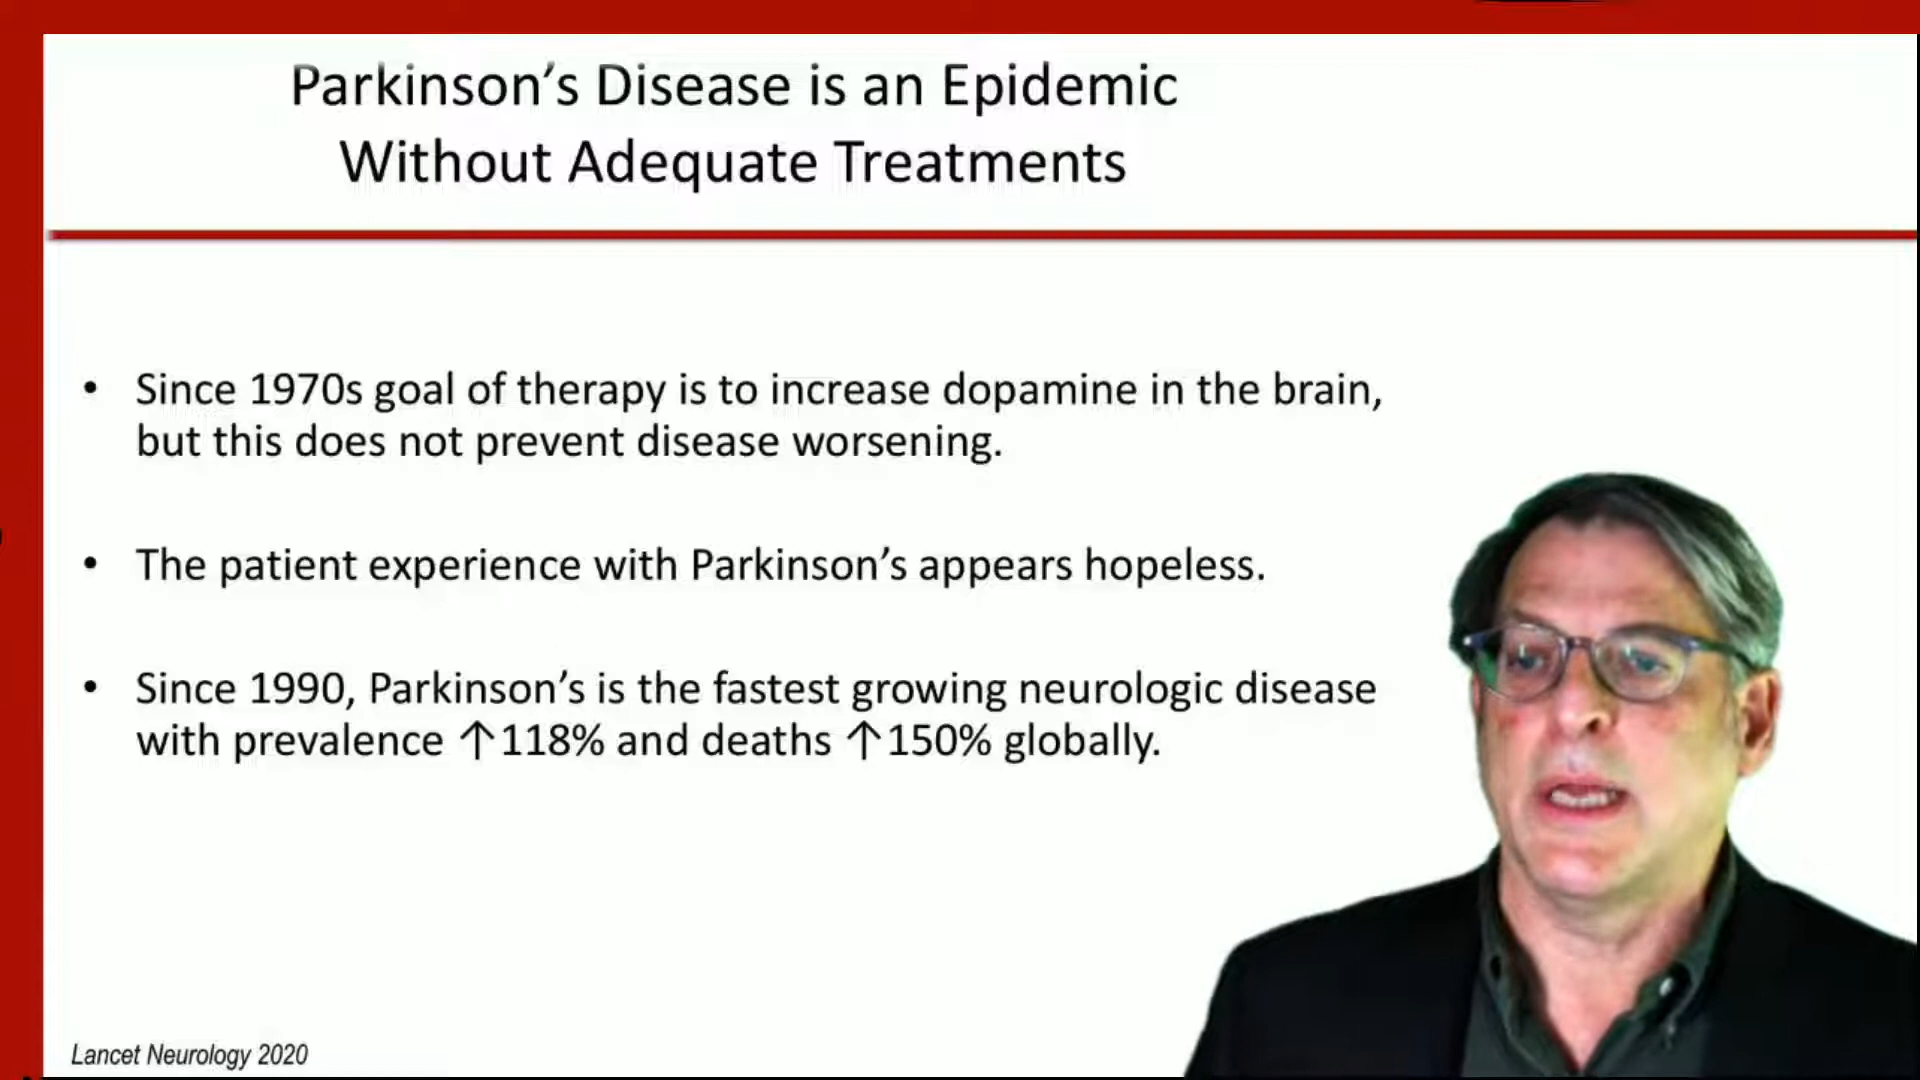 Parkinson’s Disease is an Epidemic
Without Adequate Treatments
• Since 1970s goal of therapy is to increase dopamine in the brain,
but this does not prevent disease worsening.
• The patient experience with Parkinson’s appears hopeless.
• Since 1990, Parkinson’s is the fastest growing neurologic disease
with prevalence ↑118% and deaths ↑150% globally.
Lancet Neurology 2020